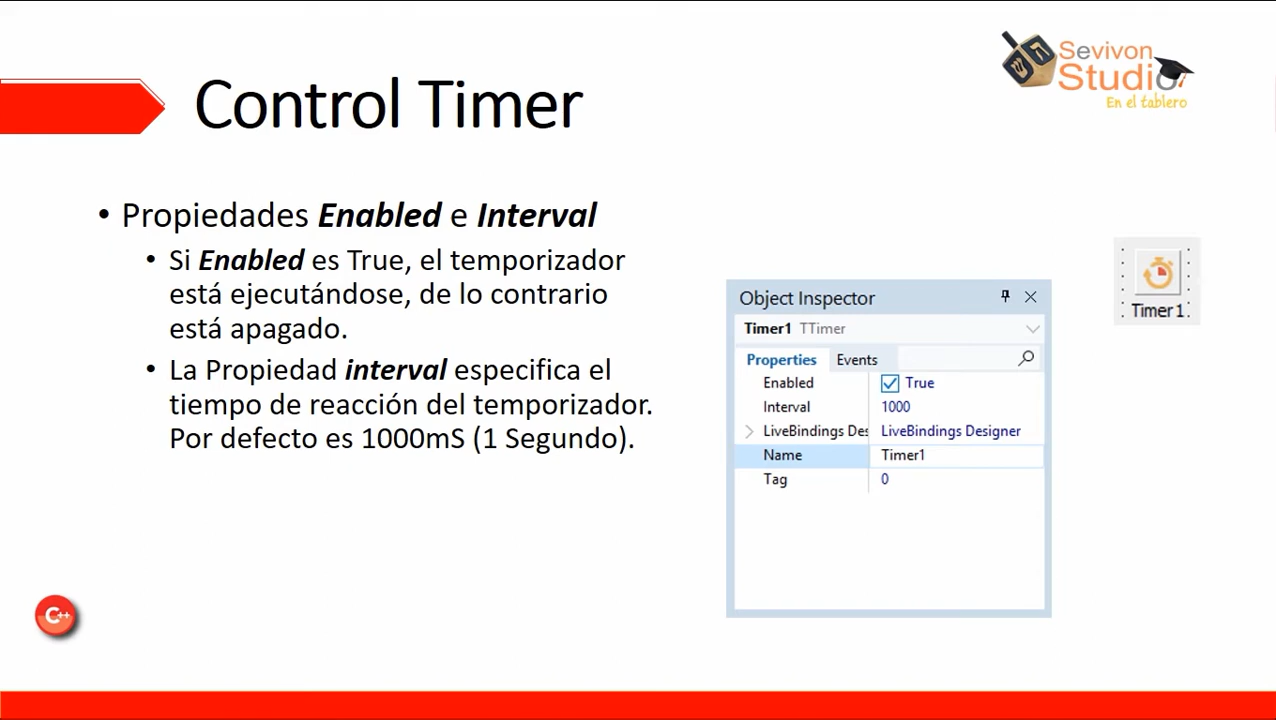 Sevivon
Studio
En el tablero
Control Timer
• Propiedades Enabled e Interval
• Si Enabled es True, el temporizador
está ejecutándose, de lo contrario
está apagado.
• La Propiedad interval especifica el
tiempo de reacción del temporizador.
Por defecto es 1000mS (1 Segundo).
Object Inspector
Timer1 TTimer
Properties Events
Enabled True
Interval 1000
LiveBindings Des LiveBindings Designer
Name Timer1
Tag 0
Timer1
C++